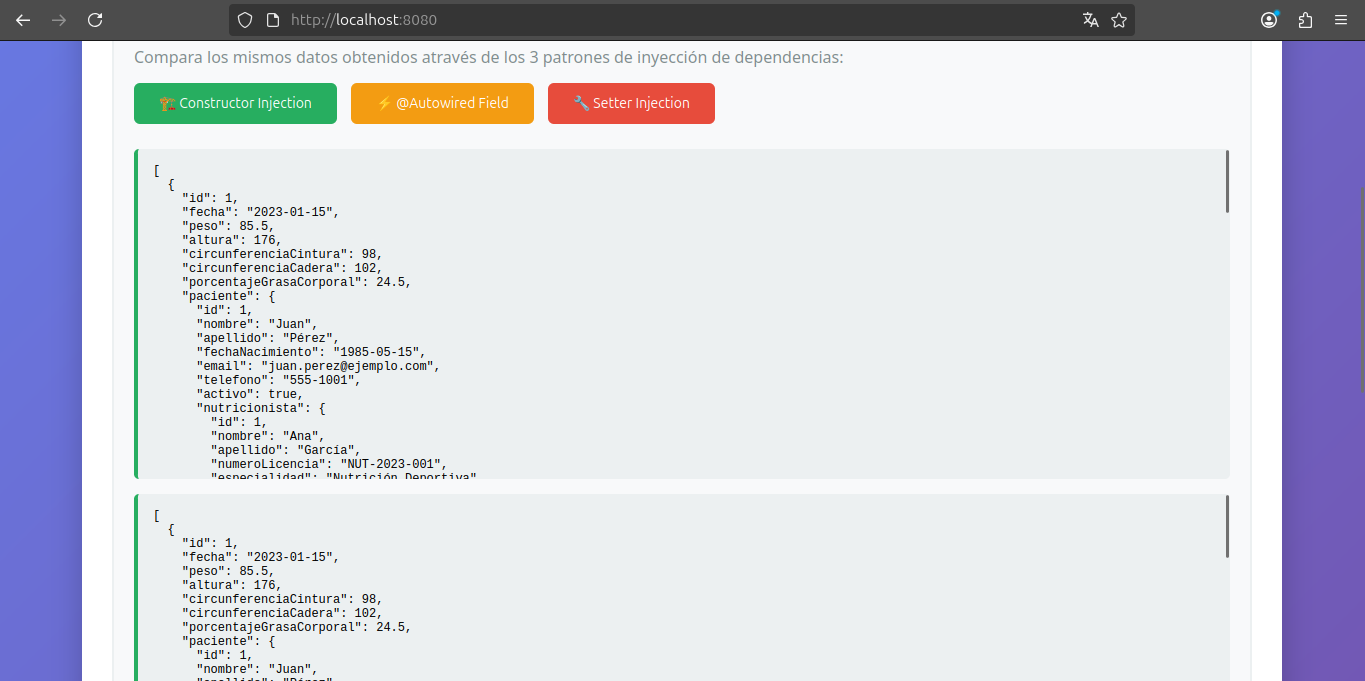 http://localhost:8080
Compara los mismos datos obtenidos através de los 3 patrones de inyección de dependencias:
Constructor Injection
@Autowired Field
Setter Injection
[
{
"id": 1,
"fecha": "2023-01-15",
"peso": 85.5,
"altura": 176,
"circunferenciaCintura": 98,
"circunferenciaCadera": 102,
"porcentajeGrasaCorporal": 24.5,
"paciente": {
"id": 1,
"nombre": "Juan",
"apellido": "Pérez",
"fechaNacimiento": "1985-05-15",
"email": "juan.perez@ejemplo.com",
"telefono": "555-1001",
"activo": true,
"nutricionista": {
"id": 1,
"nombre": "Ana",
"apellido": "García",
"numeroLicencia": "NUT-2023-001",
"especialidad": "Nutrición Deportiva"
[
{
"id": 1,
"fecha": "2023-01-15",
"peso": 85.5,
"altura": 176,
"circunferenciaCintura": 98,
"circunferenciaCadera": 102,
"porcentajeGrasaCorporal": 24.5,
"paciente": {
"id": 1,
"nombre": "Juan",
"apellido": "Pérez",